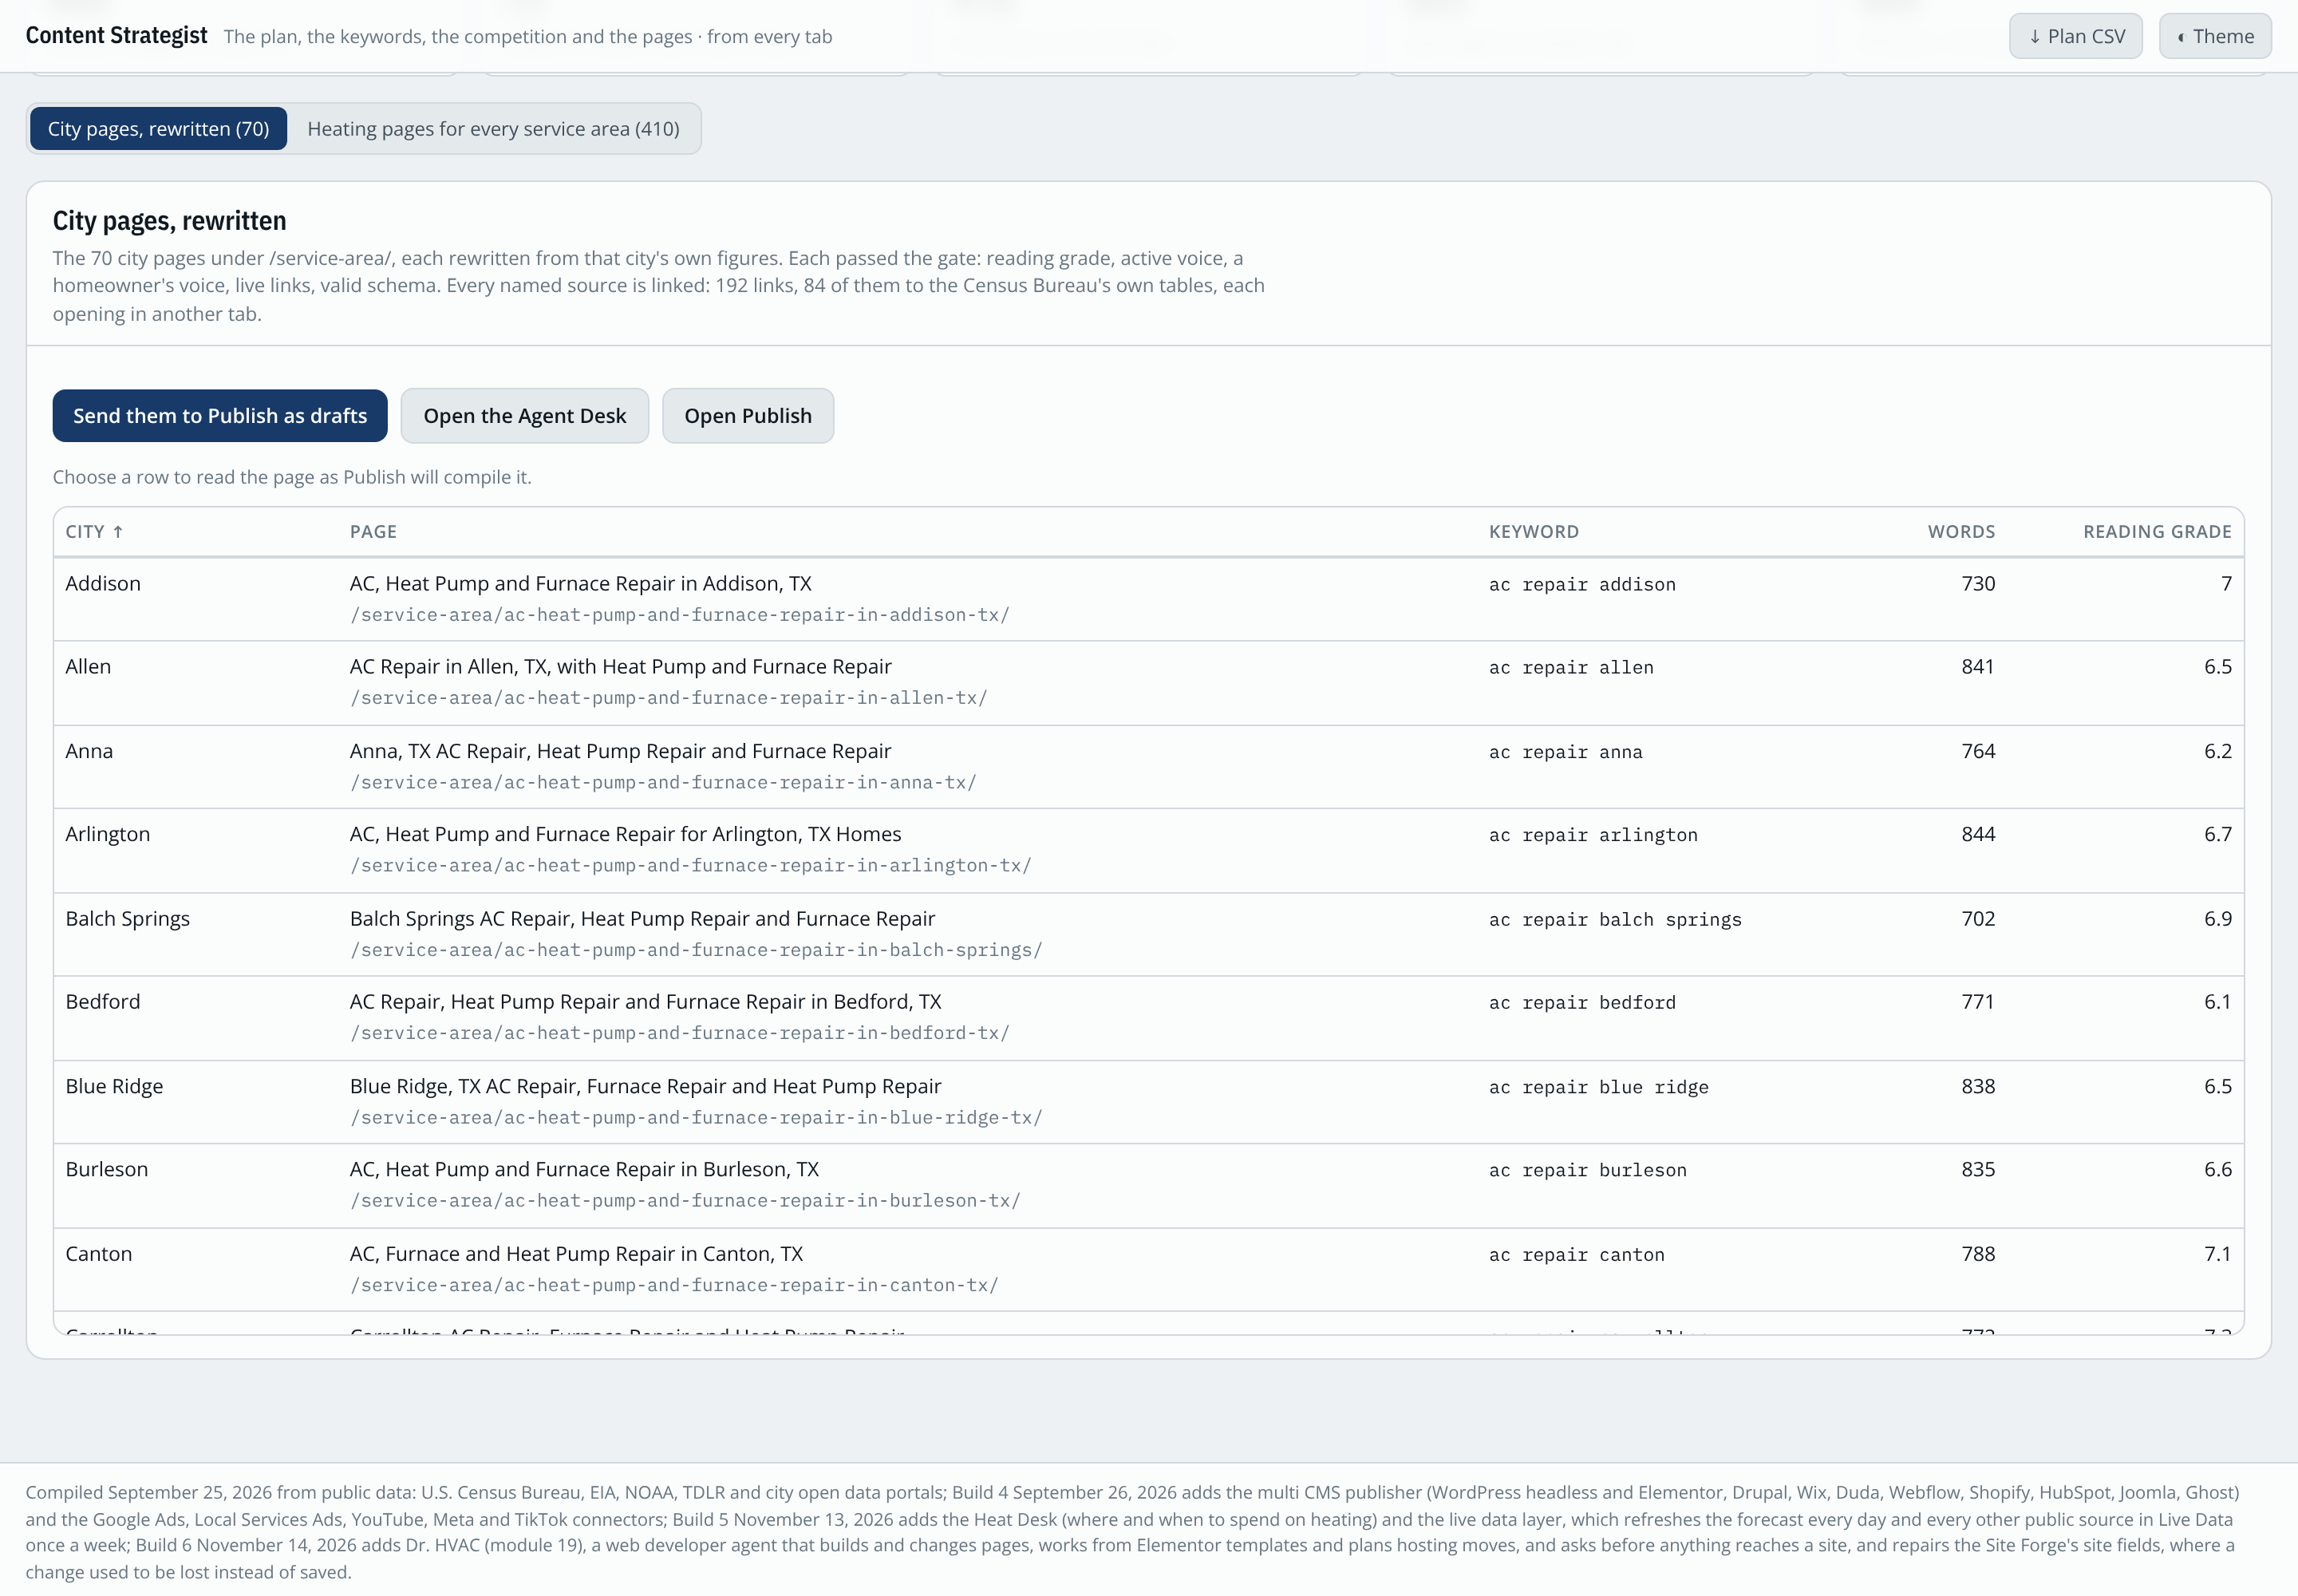 Content Strategist The plan, the keywords, the competition and the pages · from every tab
↓ Plan CSV
Theme
City pages, rewritten (70)
Heating pages for every service area (410)
City pages, rewritten
The 70 city pages under /service-area/, each rewritten from that city's own figures. Each passed the gate: reading grade, active voice, a
homeowner's voice, live links, valid schema. Every named source is linked: 192 links, 84 of them to the Census Bureau's own tables, each
opening in another tab.
Send them to Publish as drafts
Open the Agent Desk
Open Publish
Choose a row to read the page as Publish will compile it.
CITY ↑ PAGE KEYWORD WORDS READING GRADE
Addison AC, Heat Pump and Furnace Repair in Addison, TX ac repair addison 730 7
/service-area/ac-heat-pump-and-furnace-repair-in-addison-tx/
Allen AC Repair in Allen, TX, with Heat Pump and Furnace Repair ac repair allen 841 6.5
/service-area/ac-heat-pump-and-furnace-repair-in-allen-tx/
Anna Anna, TX AC Repair, Heat Pump Repair and Furnace Repair ac repair anna 764 6.2
/service-area/ac-heat-pump-and-furnace-repair-in-anna-tx/
Arlington AC, Heat Pump and Furnace Repair for Arlington, TX Homes ac repair arlington 844 6.7
/service-area/ac-heat-pump-and-furnace-repair-in-arlington-tx/
Balch Springs Balch Springs AC Repair, Heat Pump Repair and Furnace Repair ac repair balch springs 702 6.9
/service-area/ac-heat-pump-and-furnace-repair-in-balch-springs/
Bedford AC Repair, Heat Pump Repair and Furnace Repair in Bedford, TX ac repair bedford 771 6.1
/service-area/ac-heat-pump-and-furnace-repair-in-bedford-tx/
Blue Ridge Blue Ridge, TX AC Repair, Furnace Repair and Heat Pump Repair ac repair blue ridge 838 6.5
/service-area/ac-heat-pump-and-furnace-repair-in-blue-ridge-tx/
Burleson AC, Heat Pump and Furnace Repair in Burleson, TX ac repair burleson 835 6.6
/service-area/ac-heat-pump-and-furnace-repair-in-burleson-tx/
Canton AC, Furnace and Heat Pump Repair in Canton, TX ac repair canton 788 7.1
/service-area/ac-heat-pump-and-furnace-repair-in-canton-tx/
Carrollton Carrollton AC Repair, Furnace Repair and Heat Pump Repair
Compiled September 25, 2026 from public data: U.S. Census Bureau, EIA, NOAA, TDLR and city open data portals; Build 4 September 26, 2026 adds the multi CMS publisher (WordPress headless and Elementor, Drupal, Wix, Duda, Webflow, Shopify, HubSpot, Joomla, Ghost)
and the Google Ads, Local Services Ads, YouTube, Meta and TikTok connectors; Build 5 November 13, 2026 adds the Heat Desk (where and when to spend on heating) and the live data layer, which refreshes the forecast every day and every other public source in Live Data
once a week; Build 6 November 14, 2026 adds Dr. HVAC (module 19), a web developer agent that builds and changes pages, works from Elementor templates and plans hosting moves, and asks before anything reaches a site, and repairs the Site Forge's site fields, where a
change used to be lost instead of saved.